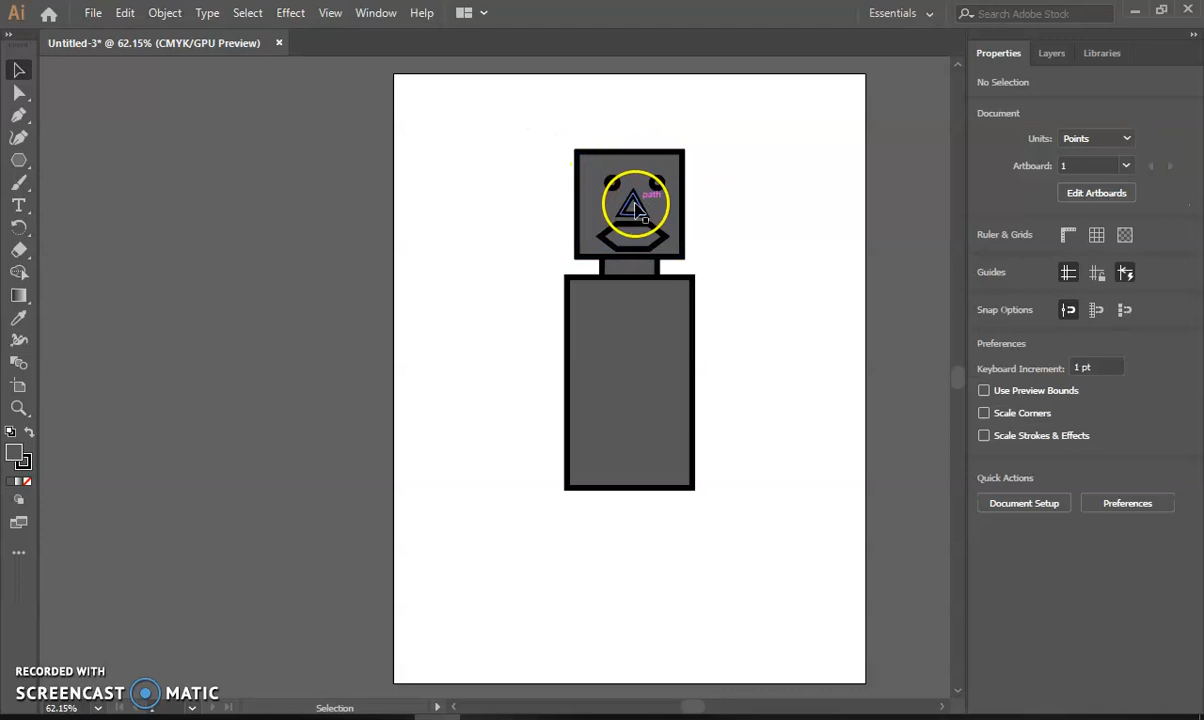 Ai File Edit Object Type Select Effect View Window Help Essentials Search Adobe Stock
Untitled-3* @ 62.15% (CMYK/GPU Preview)
Properties Layers Libraries
No Selection
Document
Units: Points
Artboard: 1
Edit Artboards
path
Ruler & Grids
Guides
Snap Options
Preferences
Keyboard Increment: 1 pt
Use Preview Bounds
Scale Corners
Scale Strokes & Effects
Quick Actions
Document Setup Preferences
RECORDED WITH
SCREENCAST MATIC
62.15% Selection